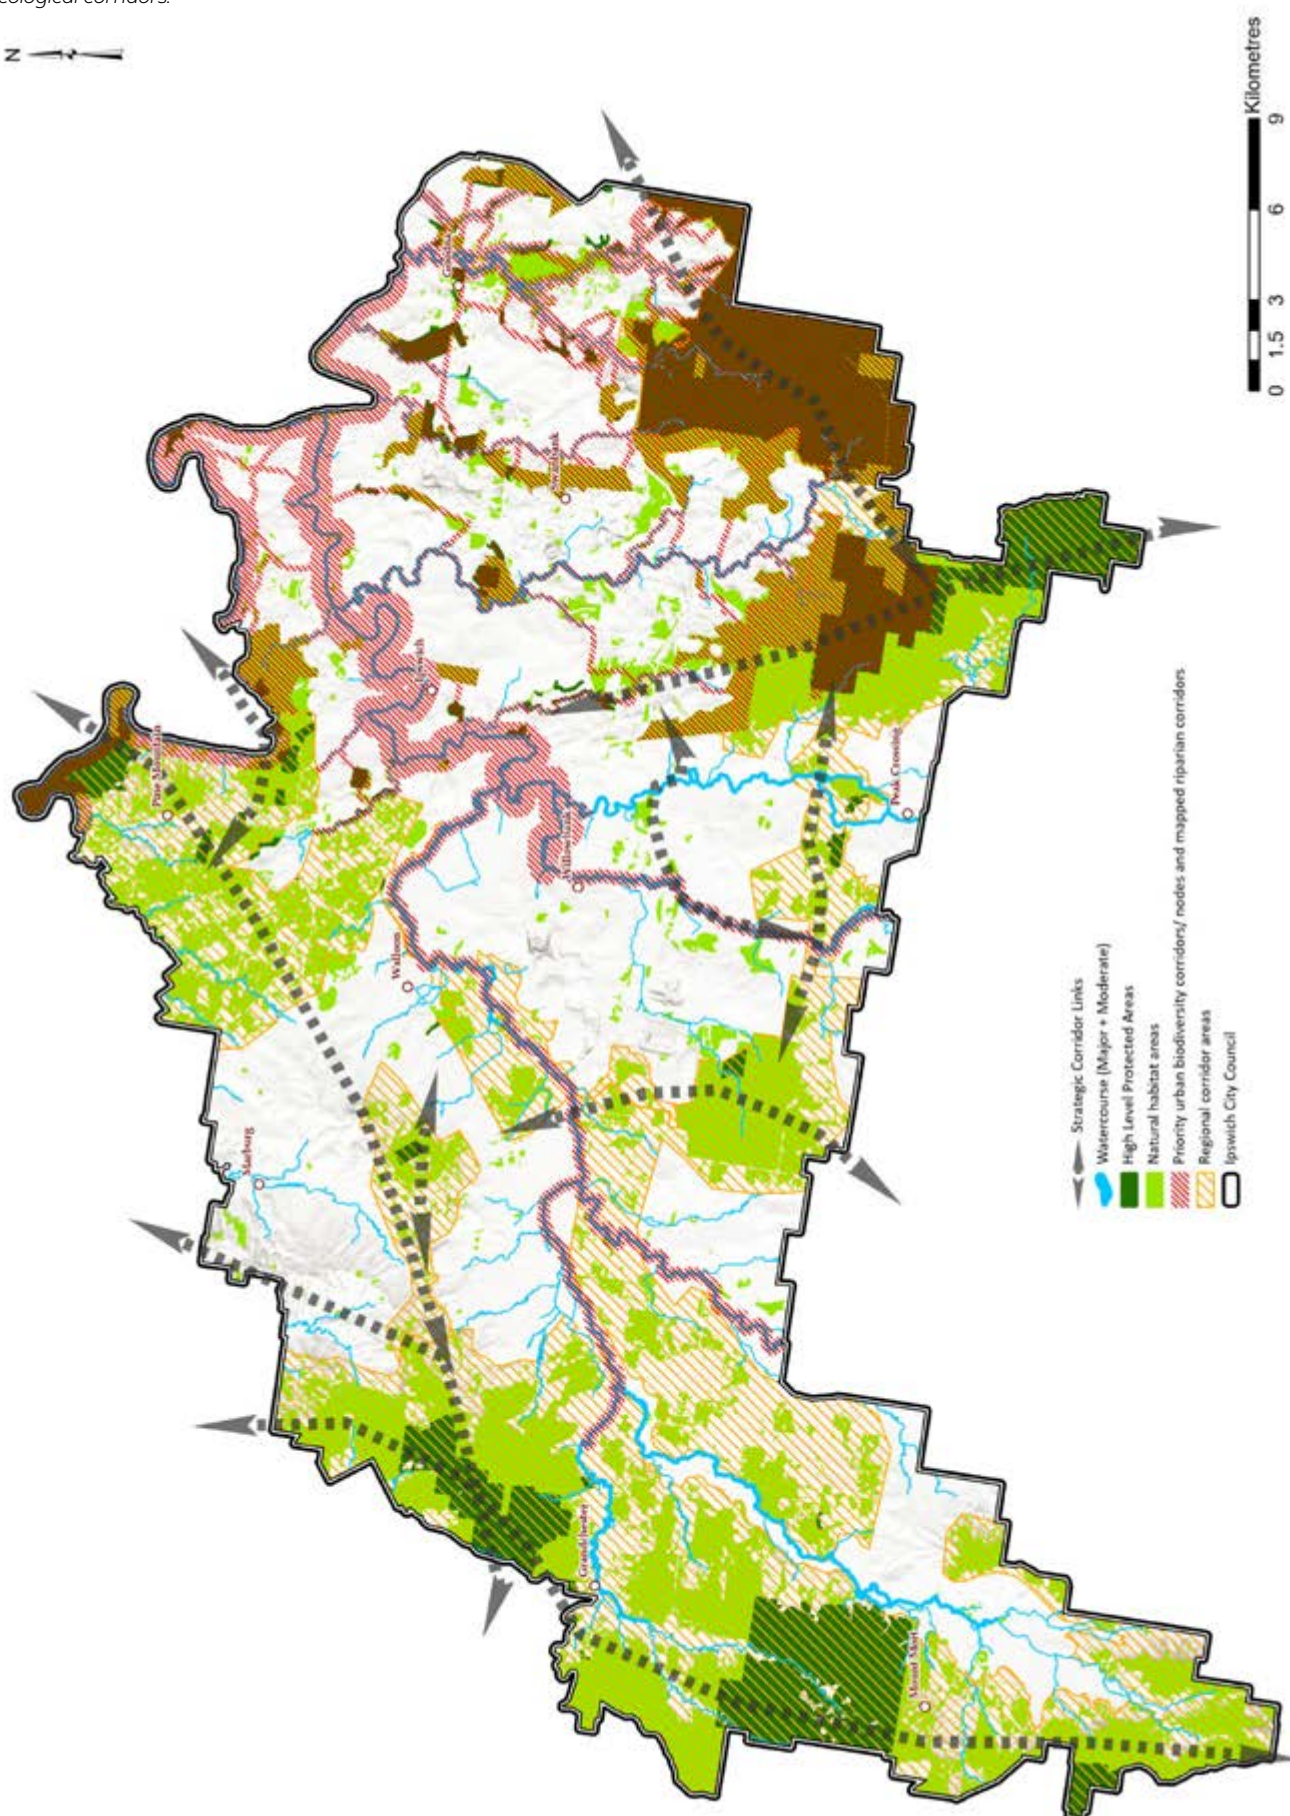 ecological corridors.
N
Goodna
Swanbank
Ipswich
Pine Mountain
Willowbank
Peak Crossing
Walloon
Marburg
Grandchester
Mount Mort
Strategic Corridor Links
Watercourse (Major + Moderate)
High Level Protected Areas
Natural habitat areas
Priority urban biodiversity corridors/ nodes and mapped riparian corridors
Regional corridor areas
Ipswich City Council
0 1.5 3 6 9
Kilometres